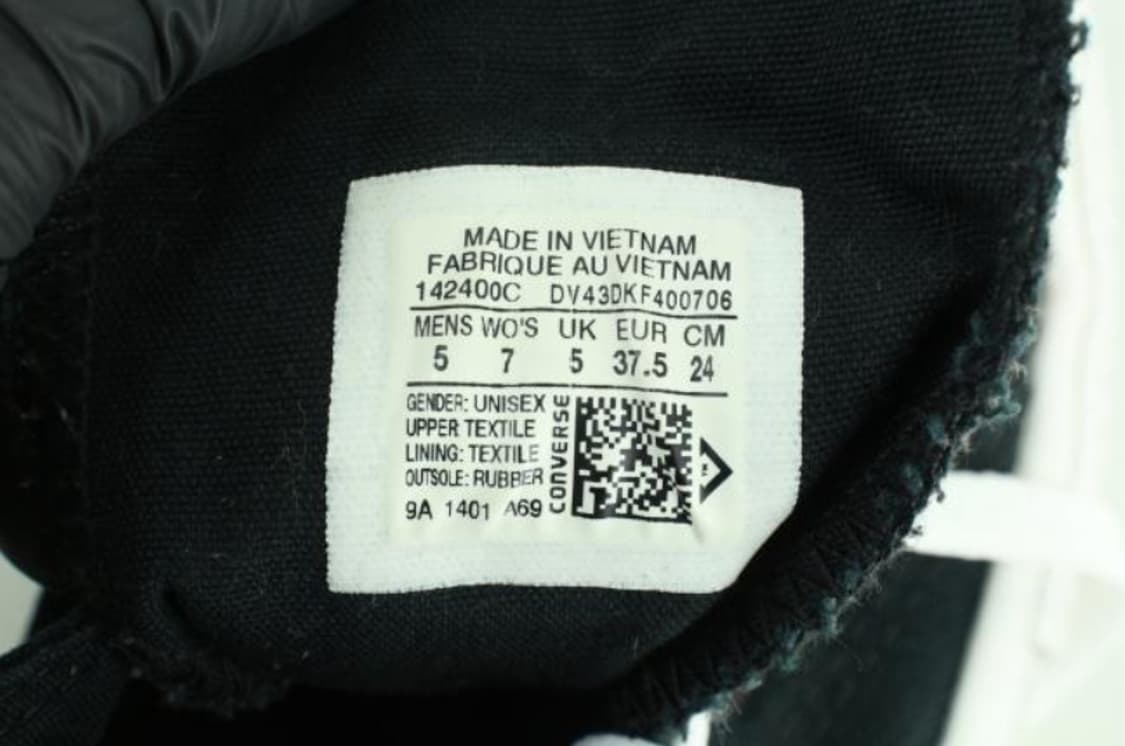 MADE IN VIETNAM
FABRIQUE AU VIETNAM
142400C DV43DKF400706
MENS WO'S UK EUR CM
5 7 5 37.5 24
GENDER: UNISEX
UPPER TEXTILE
LINING: TEXTILE
OUTSOLE: RUBBER
9A 1401 A69
CONVERSE